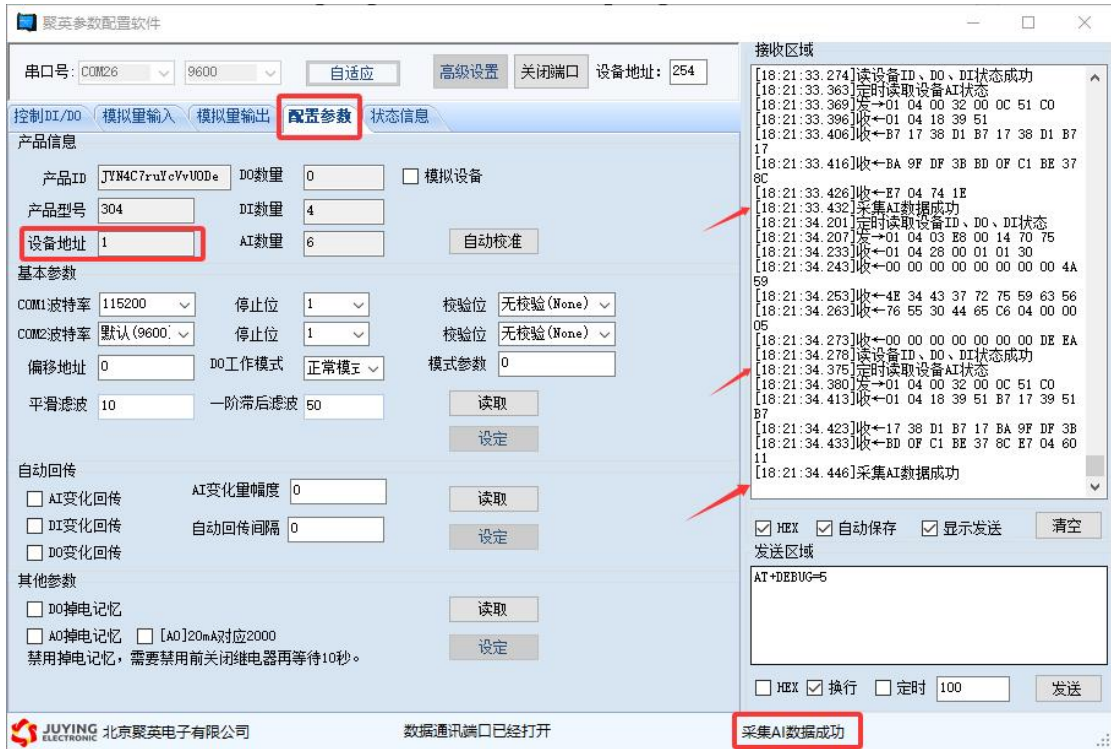 聚英参数配置软件
串口号: COM26 9600 自适应 高级设置 关闭端口 设备地址: 254
控制DI/DO 模拟量输入 模拟量输出 配置参数 状态信息
产品信息
产品ID JYN4C7ruYcVvU0De DO数量 0 模拟设备
产品型号 304 DI数量 4
设备地址 1 AI数量 6 自动校准
基本参数
COM1波特率 115200 停止位 1 校验位 无校验(None)
COM2波特率 默认(9600) 停止位 1 校验位 无校验(None)
偏移地址 0 DO工作模式 正常模式 模式参数 0
平滑滤波 10 一阶滞后滤波 50 读取
设定
自动回传
AI变化回传 AI变化量幅度 0 读取
DI变化回传 自动回传间隔 0 设定
DO变化回传
其他参数
DO掉电记忆 读取
AO掉电记忆 [AO]20mA对应2000 设定
禁用掉电记忆，需要禁用前关闭继电器再等待10秒。
接收区域
[18:21:33.274]读设备ID、DO、DI状态成功
[18:21:33.363]定时读取设备AI状态
[18:21:33.369]发→01 04 00 32 00 0C 51 C0
[18:21:33.396]收←01 04 18 39 51
[18:21:33.406]收←B7 17 38 D1 B7 17 38 D1 B7
17
[18:21:33.416]收←BA 9F DF 3B BD 0F C1 BE 37
8C
[18:21:33.426]收←E7 04 74 1E
[18:21:33.432]采集AI数据成功
[18:21:34.201]定时读取设备ID、DO、DI状态
[18:21:34.207]发→01 04 03 E8 00 14 70 75
[18:21:34.233]收←01 04 28 00 01 01 30
[18:21:34.243]收←00 00 00 00 00 00 00 00 4A
59
[18:21:34.253]收←4E 34 43 37 72 75 59 63 56
[18:21:34.263]收←76 55 30 44 65 C6 04 00 00
05
[18:21:34.273]收←00 00 00 00 00 00 00 DE EA
[18:21:34.278]读设备ID、DO、DI状态成功
[18:21:34.375]定时读取设备AI状态
[18:21:34.380]发→01 04 00 32 00 0C 51 C0
[18:21:34.413]收←01 04 18 39 51 B7 17 39 51
B7
[18:21:34.423]收←17 38 D1 B7 17 BA 9F DF 3B
[18:21:34.433]收←BD 0F C1 BE 37 8C E7 04 60
11
[18:21:34.446]采集AI数据成功
HEX 自动保存 显示发送 清空
发送区域
AT+DEBUG=5
HEX 换行 定时 100 发送
JUYING ELECTRONIC 北京聚英电子有限公司 数据通讯端口已经打开 采集AI数据成功